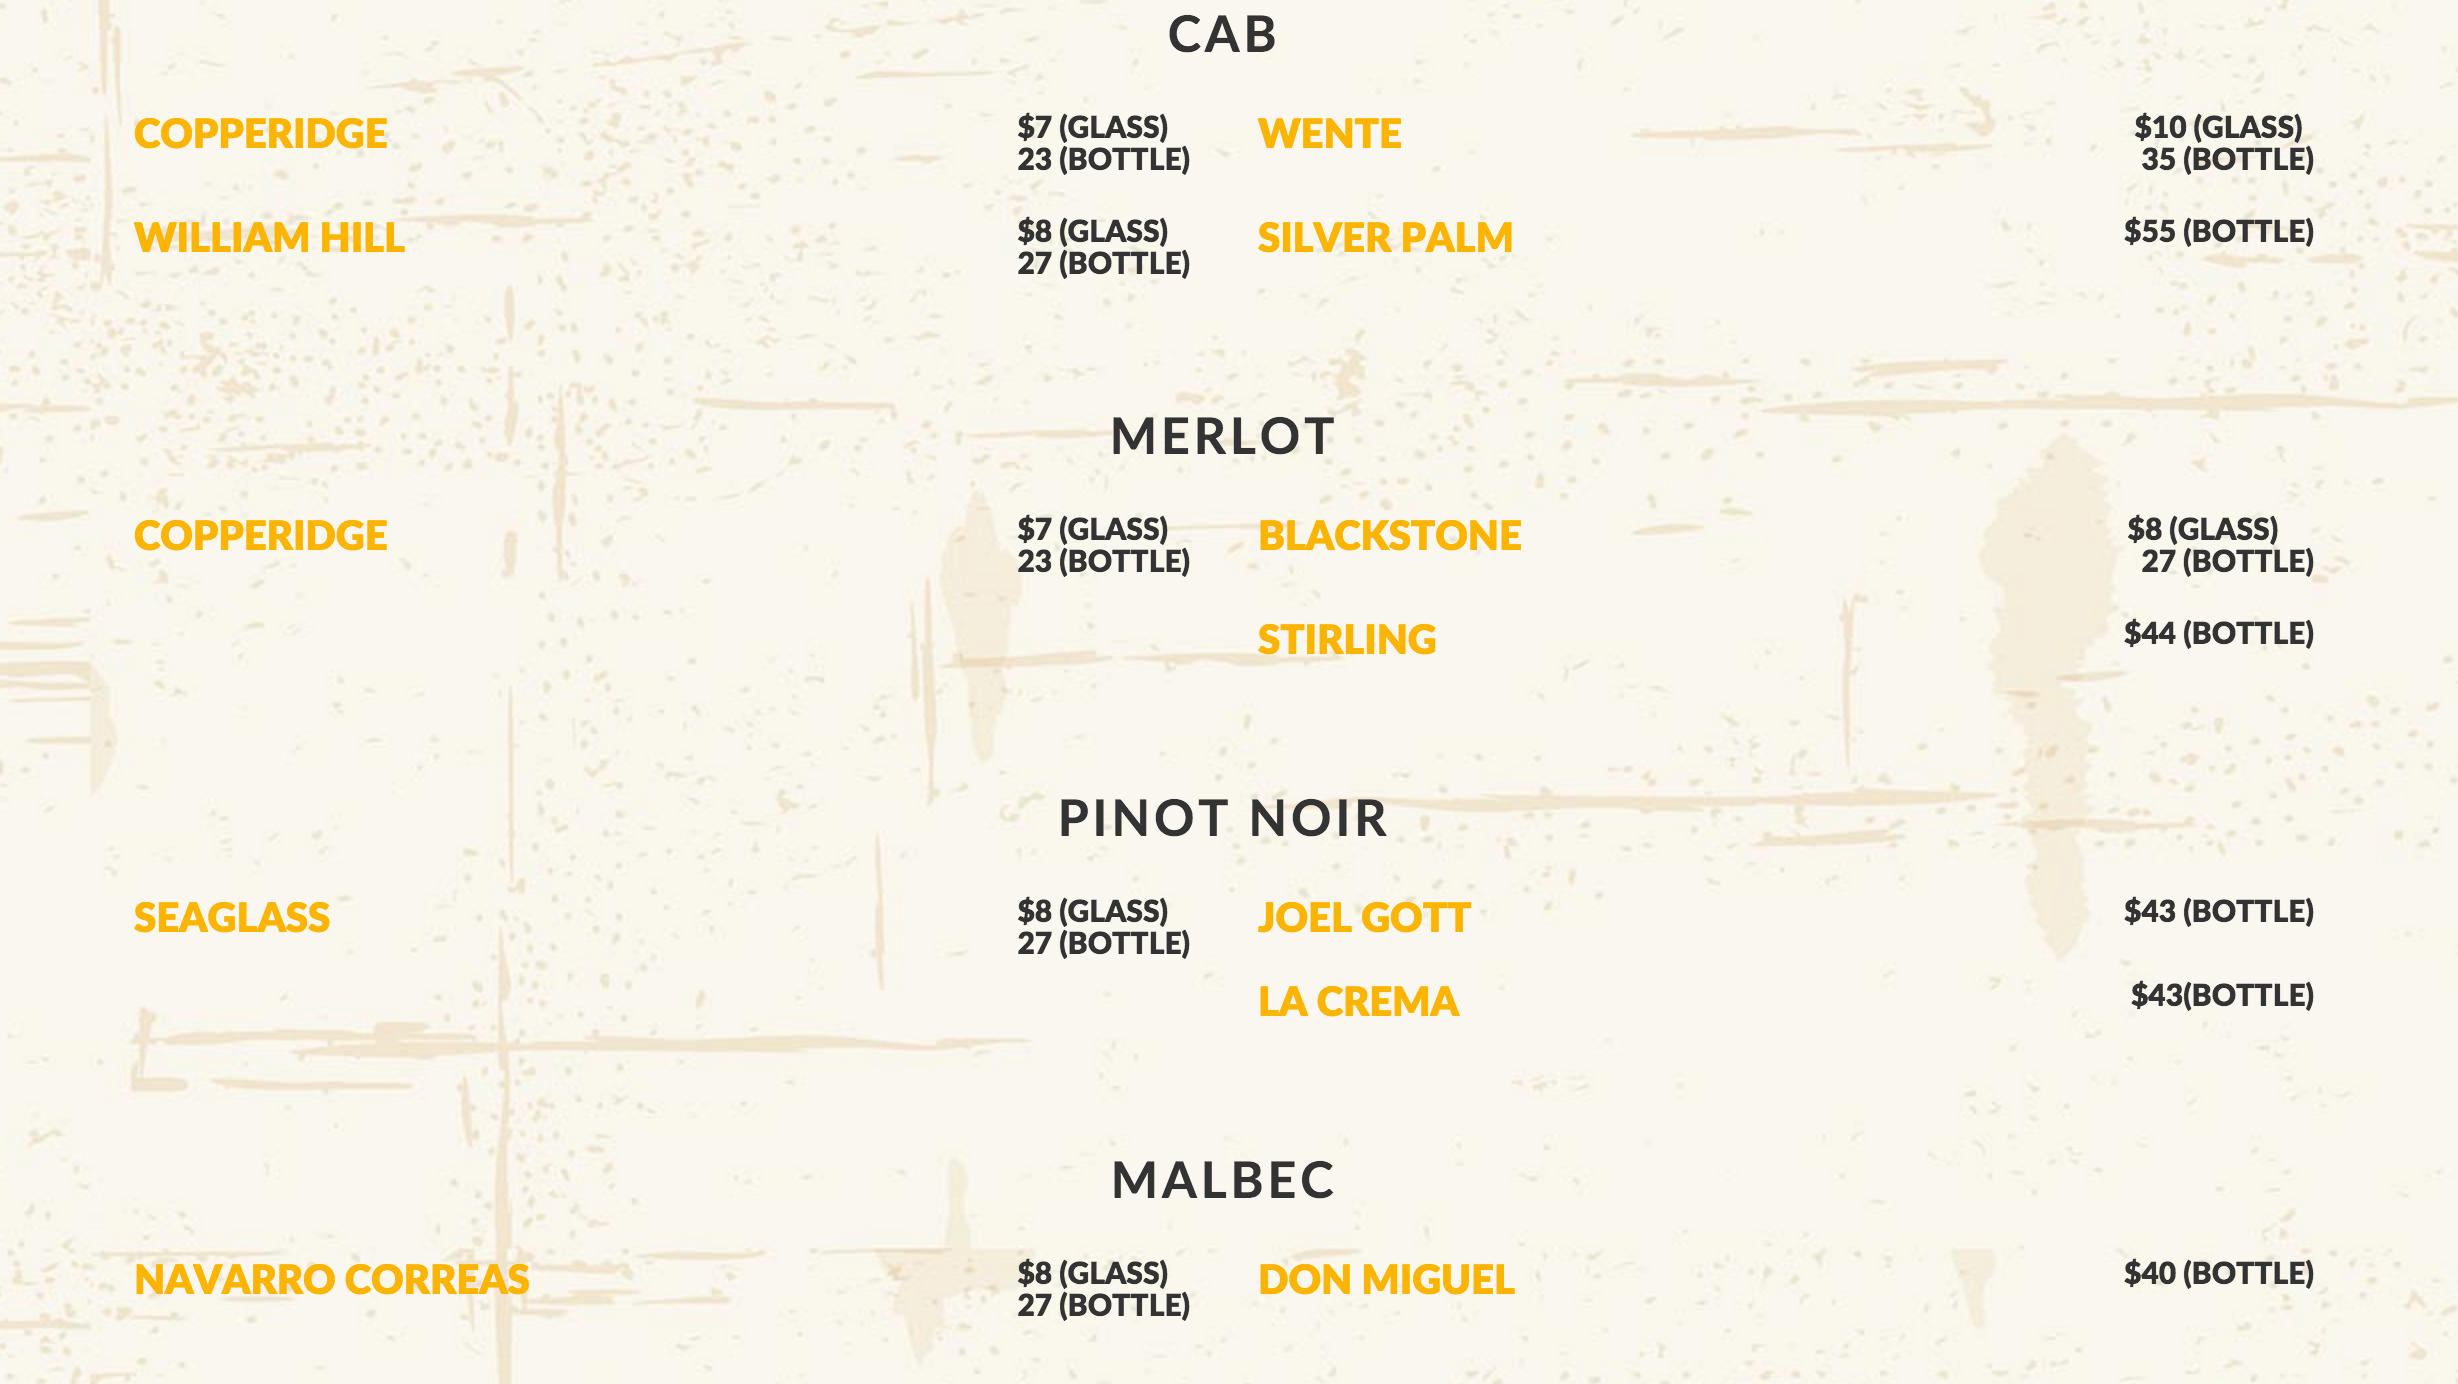 CAB
COPPERIDGE
$7 (GLASS)
23 (BOTTLE)
WENTE
$10 (GLASS)
35 (BOTTLE)
WILLIAM HILL
$8 (GLASS)
27 (BOTTLE)
SILVER PALM
$55 (BOTTLE)
MERLOT
COPPERIDGE
$7 (GLASS)
23 (BOTTLE)
BLACKSTONE
$8 (GLASS)
27 (BOTTLE)
STIRLING
$44 (BOTTLE)
PINOT NOIR
SEAGLASS
$8 (GLASS)
27 (BOTTLE)
JOEL GOTT
$43 (BOTTLE)
LA CREMA
$43(BOTTLE)
MALBEC
NAVARRO CORREAS
$8 (GLASS)
27 (BOTTLE)
DON MIGUEL
$40 (BOTTLE)